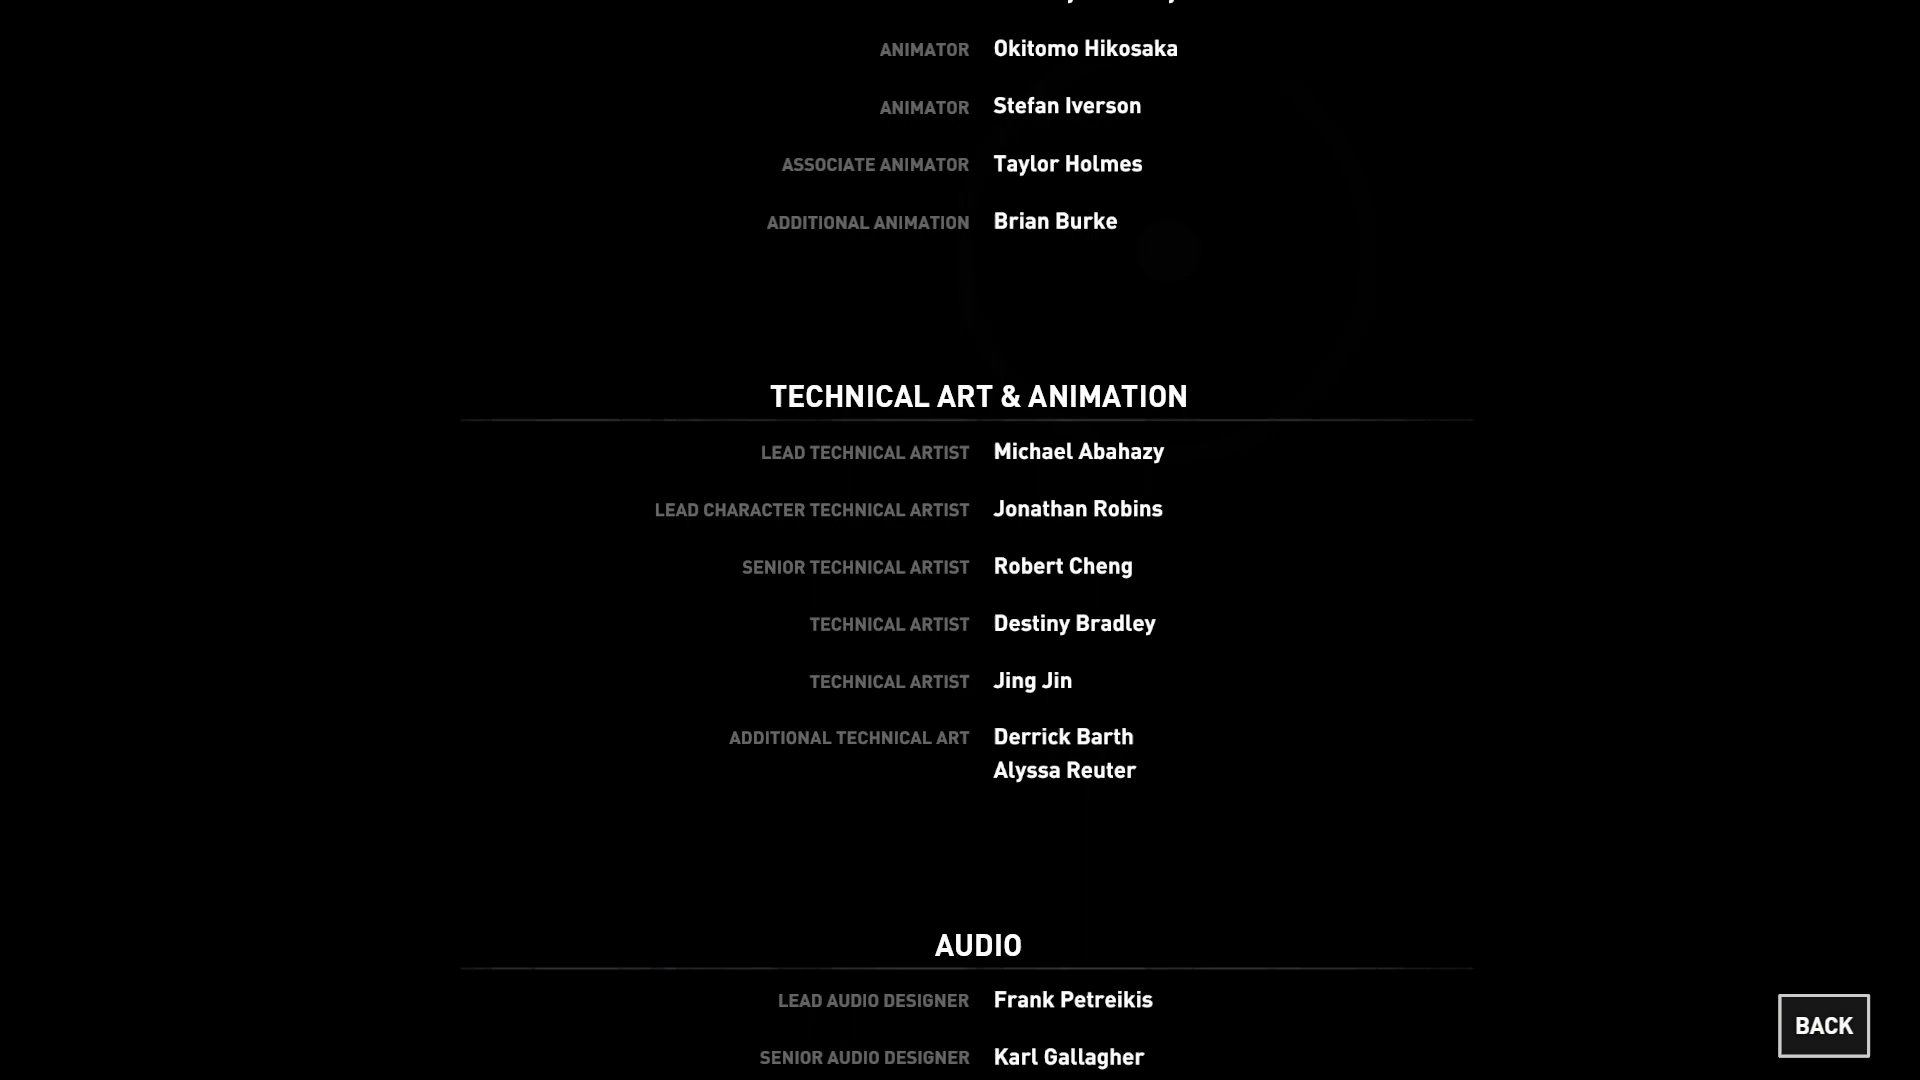 ANIMATOR Okitomo Hikosaka
ANIMATOR Stefan Iverson
ASSOCIATE ANIMATOR Taylor Holmes
ADDITIONAL ANIMATION Brian Burke
TECHNICAL ART & ANIMATION
LEAD TECHNICAL ARTIST Michael Abahazy
LEAD CHARACTER TECHNICAL ARTIST Jonathan Robins
SENIOR TECHNICAL ARTIST Robert Cheng
TECHNICAL ARTIST Destiny Bradley
TECHNICAL ARTIST Jing Jin
ADDITIONAL TECHNICAL ART Derrick Barth
Alyssa Reuter
AUDIO
LEAD AUDIO DESIGNER Frank Petreikis
SENIOR AUDIO DESIGNER Karl Gallagher
BACK